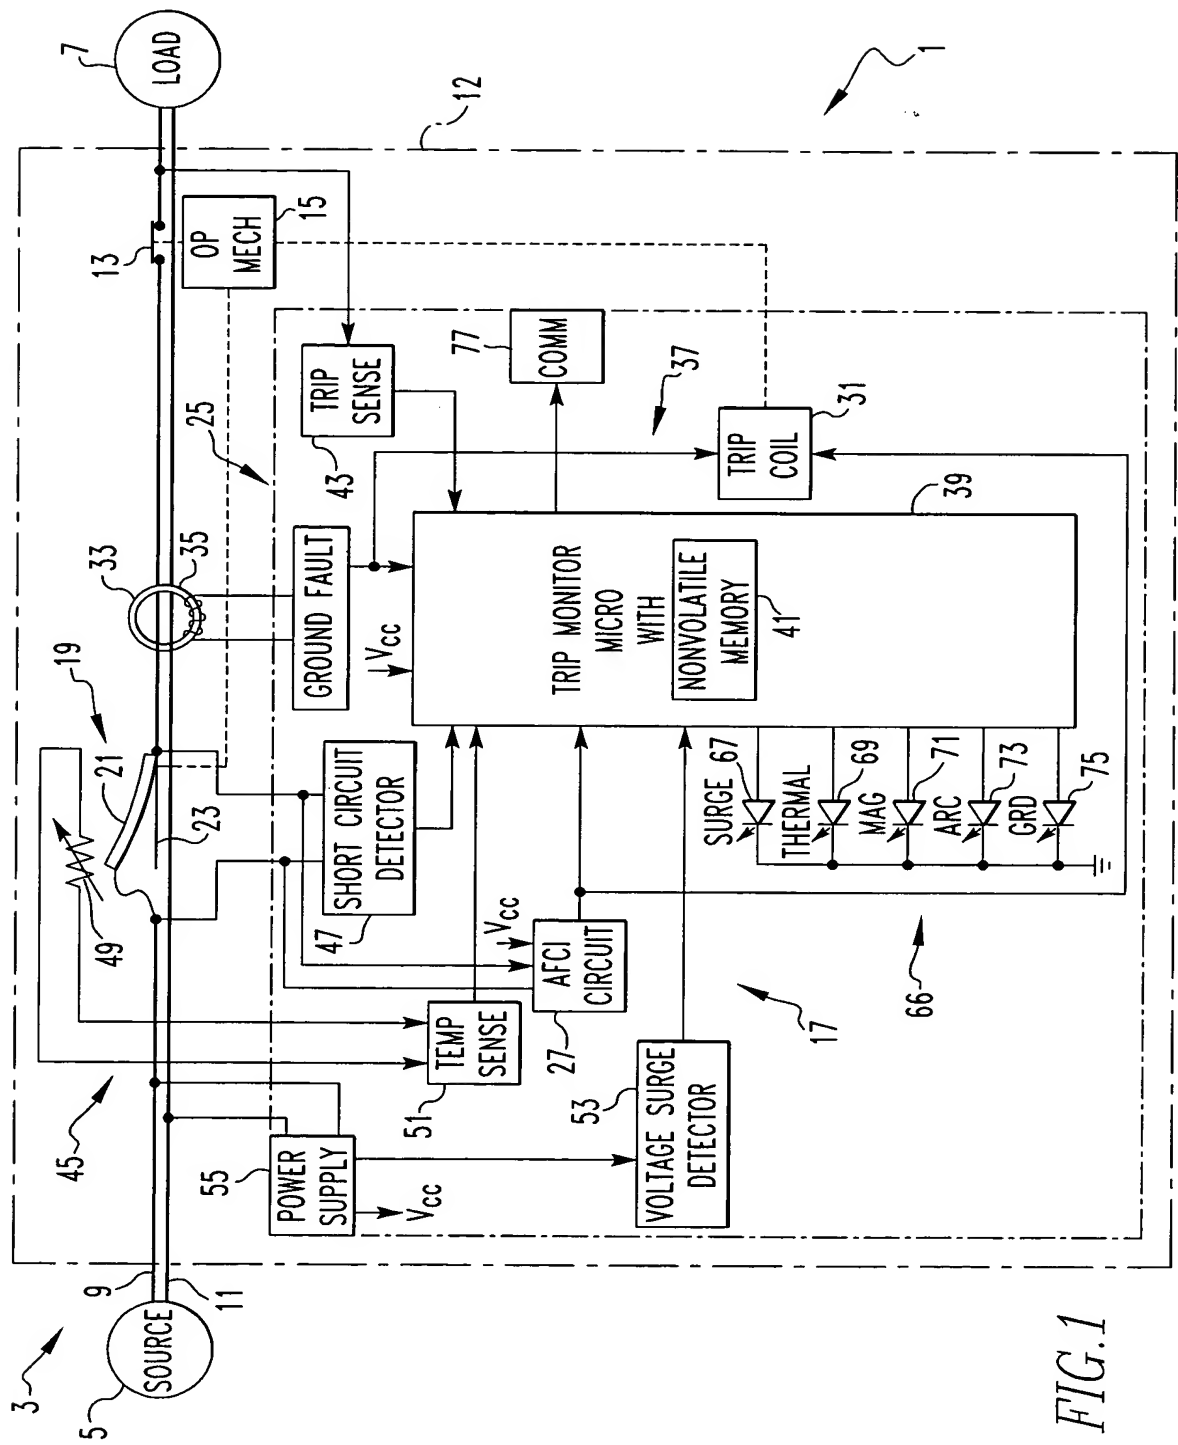 3
5
SOURCE
9
11
LOAD
7
12
1
13
OP
MECH
15
33
35
19
21
23
49
45
25
TRIP
SENSE
43
GROUND FAULT
SHORT CIRCUIT
DETECTOR
47
Vcc
Vcc
AFCI
CIRCUIT
27
TEMP
SENSE
51
POWER
SUPPLY
55
Vcc
VOLTAGE SURGE
DETECTOR
53
TRIP MONITOR
MICRO
WITH
NONVOLATILE
MEMORY
41
39
COMM
77
37
TRIP
COIL
31
SURGE
67
THERMAL
69
MAG
71
ARC
73
GRD
75
66
17
FIG.1